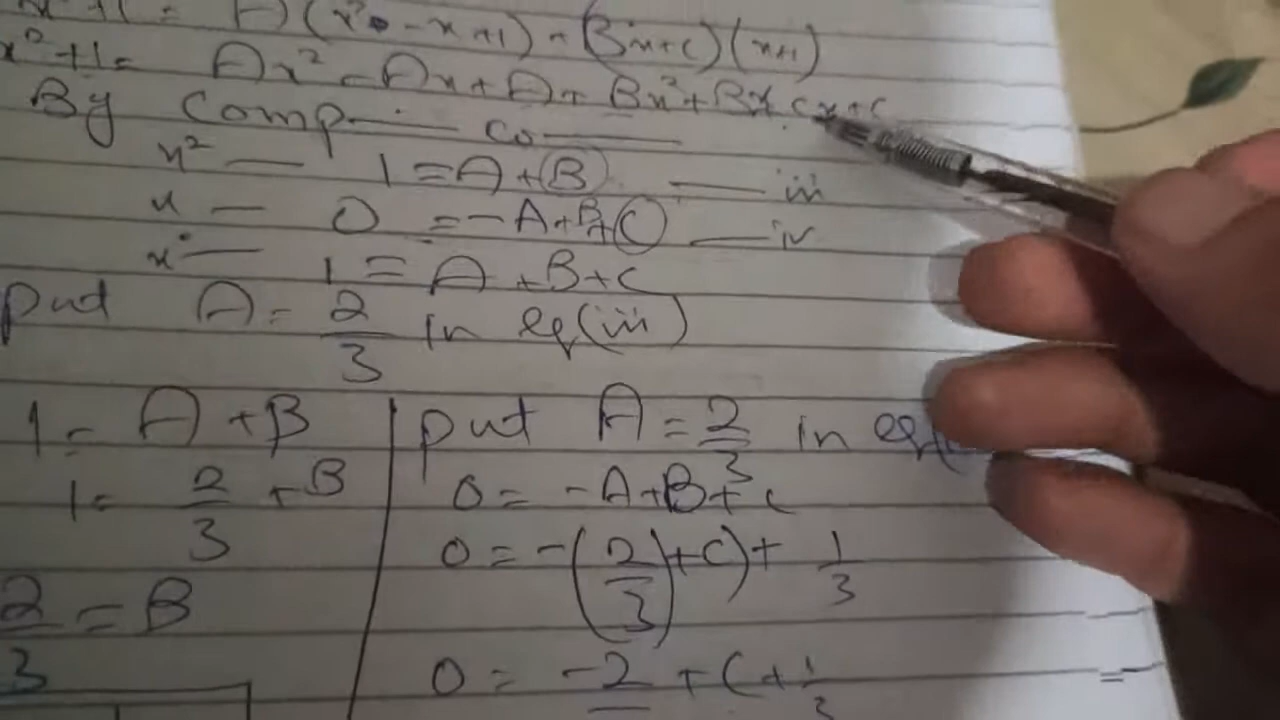 x²+1 = A(x² - x+1) + (Bx+C)(x+1)
x²+1 = Ax² - Ax + A + Bx² + Bx Cx + C
By Comp co
x² — 1 = A + B — iii
x — 0 = -A+B+C — iv
x° — 1 = A + B + C
Put A = 2/3 in eq(iii)
1 = A + B
1 = 2/3 + B
2/3 = B
Put A = 2/3 in eq
0 = -A+B+C
0 = -(2/3 + C) + 1/3
0 = -2 + C + 1/3